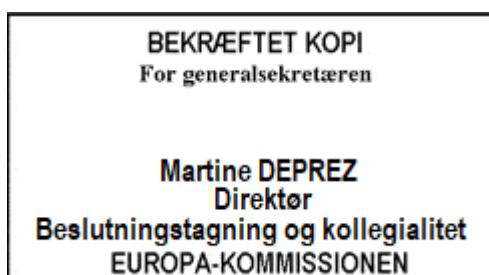 BEKRÆFTET KOPI
For generalsekretæren
Martine DEPREZ
Direktør
Beslutningstagning og kollegialitet
EUROPA-KOMMISSIONEN